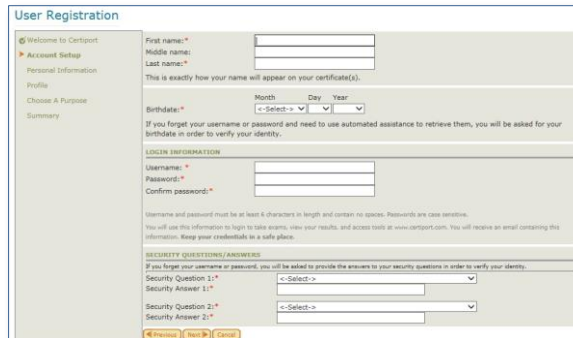 User Registration
Welcome to Certiport
Account Setup
Personal Information
Profile
Choose A Purpose
Summary
First name:*
Middle name:
Last name:*
This is exactly how your name will appear on your certificate(s).
Month Day Year
Birthdate:* <-Select->
If you forget your username or password and need to use automated assistance to retrieve them, you will be asked for your
birthdate in order to verify your identity.
LOGIN INFORMATION
Username: *
Password:*
Confirm password:*
Username and password must be at least 6 characters in length and contain no spaces. Passwords are case sensitive.
You will use this information to login to take exams, view your results, and access tools at www.certiport.com. You will receive an email containing this
information. Keep your credentials in a safe place.
SECURITY QUESTIONS/ANSWERS
If you forget your username or password, you will be asked to provide the answers to your security questions in order to verify your identity.
Security Question 1:* <-Select->
Security Answer 1:*
Security Question 2:* <-Select->
Security Answer 2:*
Previous Next Cancel